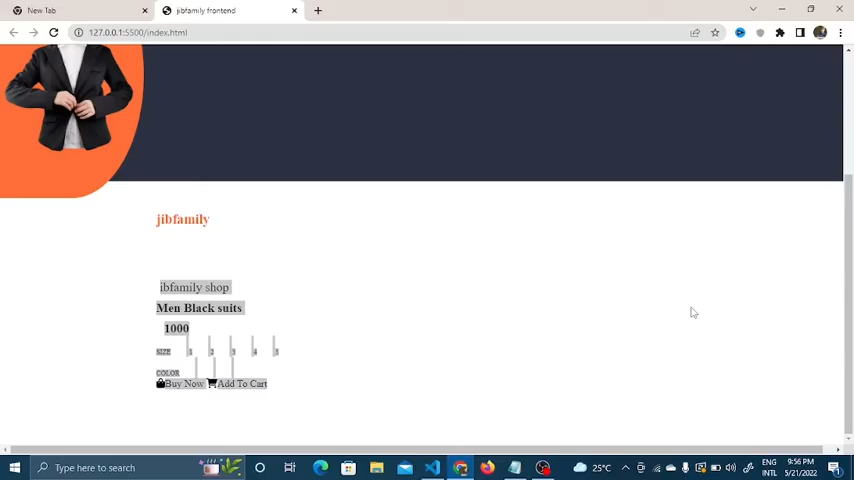 New Tab
jibfamily frontend
127.0.0.1:5500/index.html
jibfamily
ibfamily shop
Men Black suits
1000
SIZE 1 2 3 4 5
COLOR
Buy Now Add To Cart
Type here to search
25°C
ENG
INTL
9:56 PM
5/21/2022